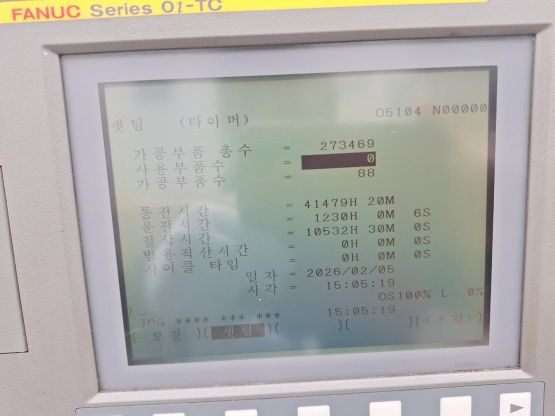 FANUC Series 0i-TC
셋팅 (타이머) O5104 N00000
가공부품 총수 = 273469
사용부품수 = 0
가공부품수 = 88
통전시간 = 41479H 20M
운전시간 = 1230H 0M 6S
절삭시간 = 10532H 30M 0S
범용적산시간 = 0H 0M 0S
사이클 타임 = 0H 0M 0S
일자 = 2026/02/05
시각 = 15:05:19
OS100% L 0%
JOG **** *** *** 15:05:19
( 보정 )( 셋팅 )( )( )( (조작) )